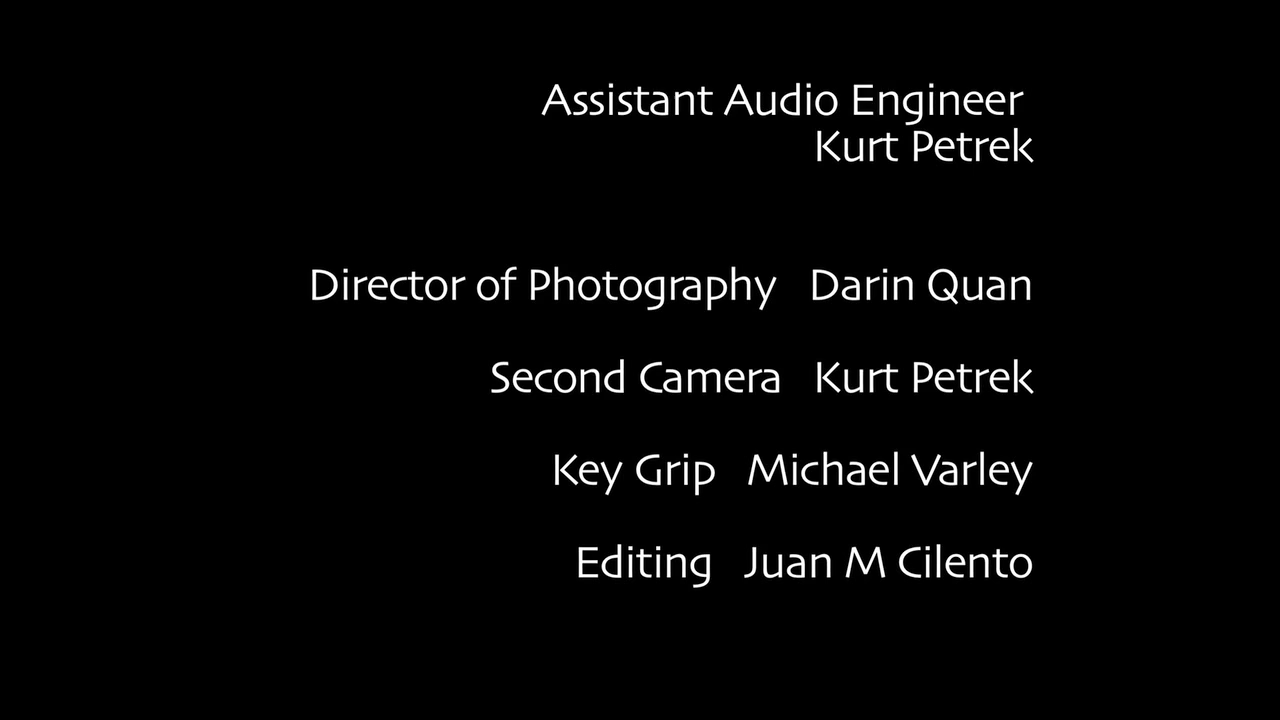 Assistant Audio Engineer
Kurt Petrek
Director of Photography Darin Quan
Second Camera Kurt Petrek
Key Grip Michael Varley
Editing Juan M Cilento